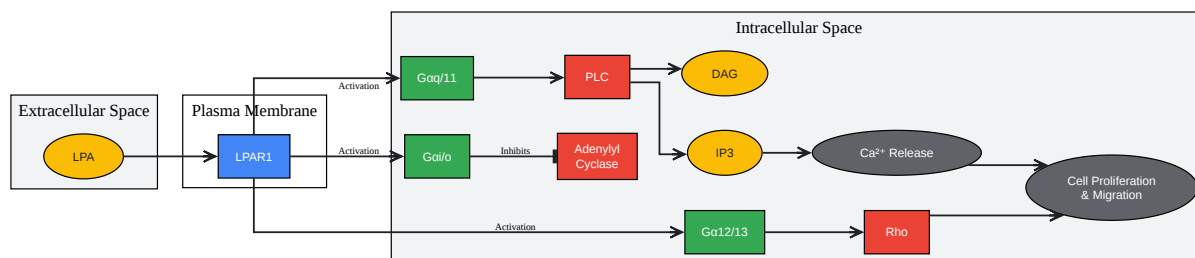 Intracellular Space
Extracellular Space
Plasma Membrane
LPA
LPAR1
Activation
Gαq/11
PLC
DAG
Activation
Gαi/o
Inhibits
Adenylyl
Cyclase
IP3
Ca²⁺ Release
Cell Proliferation
& Migration
Activation
Gα12/13
Rho